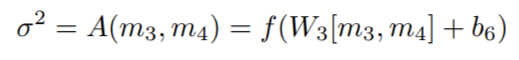 σ² = A(m₃, m₄) = f(W₃[m₃, m₄] + b₆)